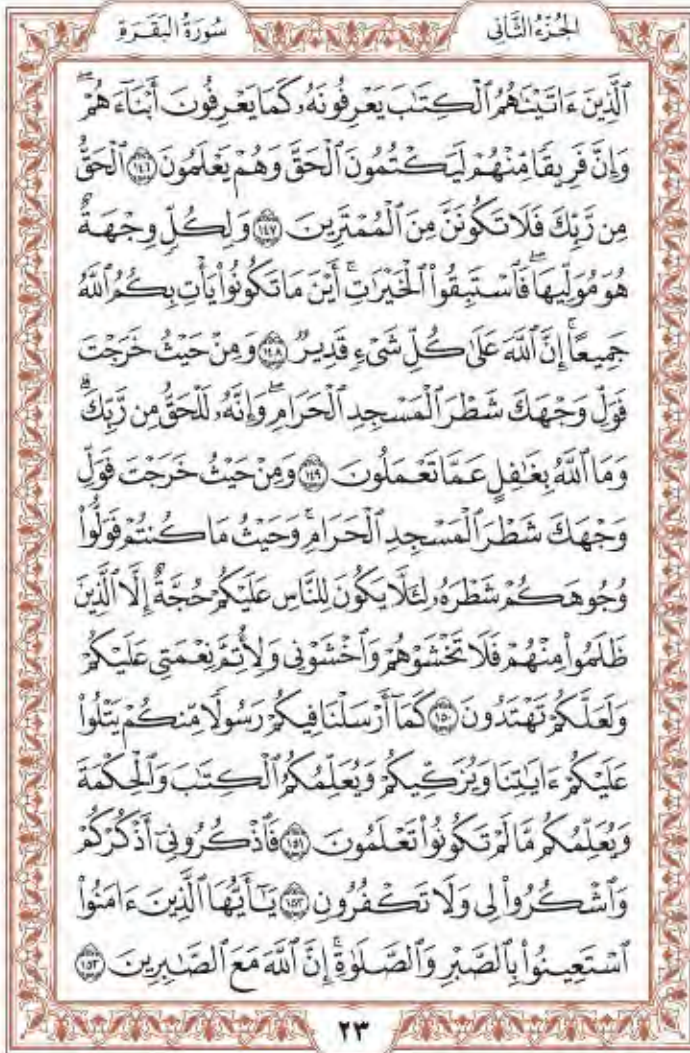 الجُزْءُ الثَّانِي
سُورَةُ البَقَرَةِ
ٱلَّذِينَ ءَاتَيْنَٰهُمُ ٱلْكِتَٰبَ يَعْرِفُونَهُۥ كَمَا يَعْرِفُونَ أَبْنَآءَهُمْۖ
وَإِنَّ فَرِيقًا مِّنْهُمْ لَيَكْتُمُونَ ٱلْحَقَّ وَهُمْ يَعْلَمُونَ ١٤٦ ٱلْحَقُّ
مِن رَّبِّكَ فَلَا تَكُونَنَّ مِنَ ٱلْمُمْتَرِينَ ١٤٧ وَلِكُلٍّ وِجْهَةٌ
هُوَ مُوَلِّيهَاۖ فَٱسْتَبِقُوا۟ ٱلْخَيْرَٰتِۚ أَيْنَ مَا تَكُونُوا۟ يَأْتِ بِكُمُ ٱللَّهُ
جَمِيعًاۚ إِنَّ ٱللَّهَ عَلَىٰ كُلِّ شَىْءٍ قَدِيرٌ ١٤٨ وَمِنْ حَيْثُ خَرَجْتَ
فَوَلِّ وَجْهَكَ شَطْرَ ٱلْمَسْجِدِ ٱلْحَرَامِۖ وَإِنَّهُۥ لَلْحَقُّ مِن رَّبِّكَۗ
وَمَا ٱللَّهُ بِغَٰفِلٍ عَمَّا تَعْمَلُونَ ١٤٩ وَمِنْ حَيْثُ خَرَجْتَ فَوَلِّ
وَجْهَكَ شَطْرَ ٱلْمَسْجِدِ ٱلْحَرَامِۚ وَحَيْثُ مَا كُنتُمْ فَوَلُّوا۟
وُجُوهَكُمْ شَطْرَهُۥ لِئَلَّا يَكُونَ لِلنَّاسِ عَلَيْكُمْ حُجَّةٌ إِلَّا ٱلَّذِينَ
ظَلَمُوا۟ مِنْهُمْ فَلَا تَخْشَوْهُمْ وَٱخْشَوْنِى وَلِأُتِمَّ نِعْمَتِى عَلَيْكُمْ
وَلَعَلَّكُمْ تَهْتَدُونَ ١٥٠ كَمَآ أَرْسَلْنَا فِيكُمْ رَسُولًا مِّنكُمْ يَتْلُوا۟
عَلَيْكُمْ ءَايَٰتِنَا وَيُزَكِّيكُمْ وَيُعَلِّمُكُمُ ٱلْكِتَٰبَ وَٱلْحِكْمَةَ
وَيُعَلِّمُكُم مَّا لَمْ تَكُونُوا۟ تَعْلَمُونَ ١٥١ فَٱذْكُرُونِىٓ أَذْكُرْكُمْ
وَٱشْكُرُوا۟ لِى وَلَا تَكْفُرُونِ ١٥٢ يَٰٓأَيُّهَا ٱلَّذِينَ ءَامَنُوا۟
ٱسْتَعِينُوا۟ بِٱلصَّبْرِ وَٱلصَّلَوٰةِۚ إِنَّ ٱللَّهَ مَعَ ٱلصَّٰبِرِينَ ١٥٣
٢٣